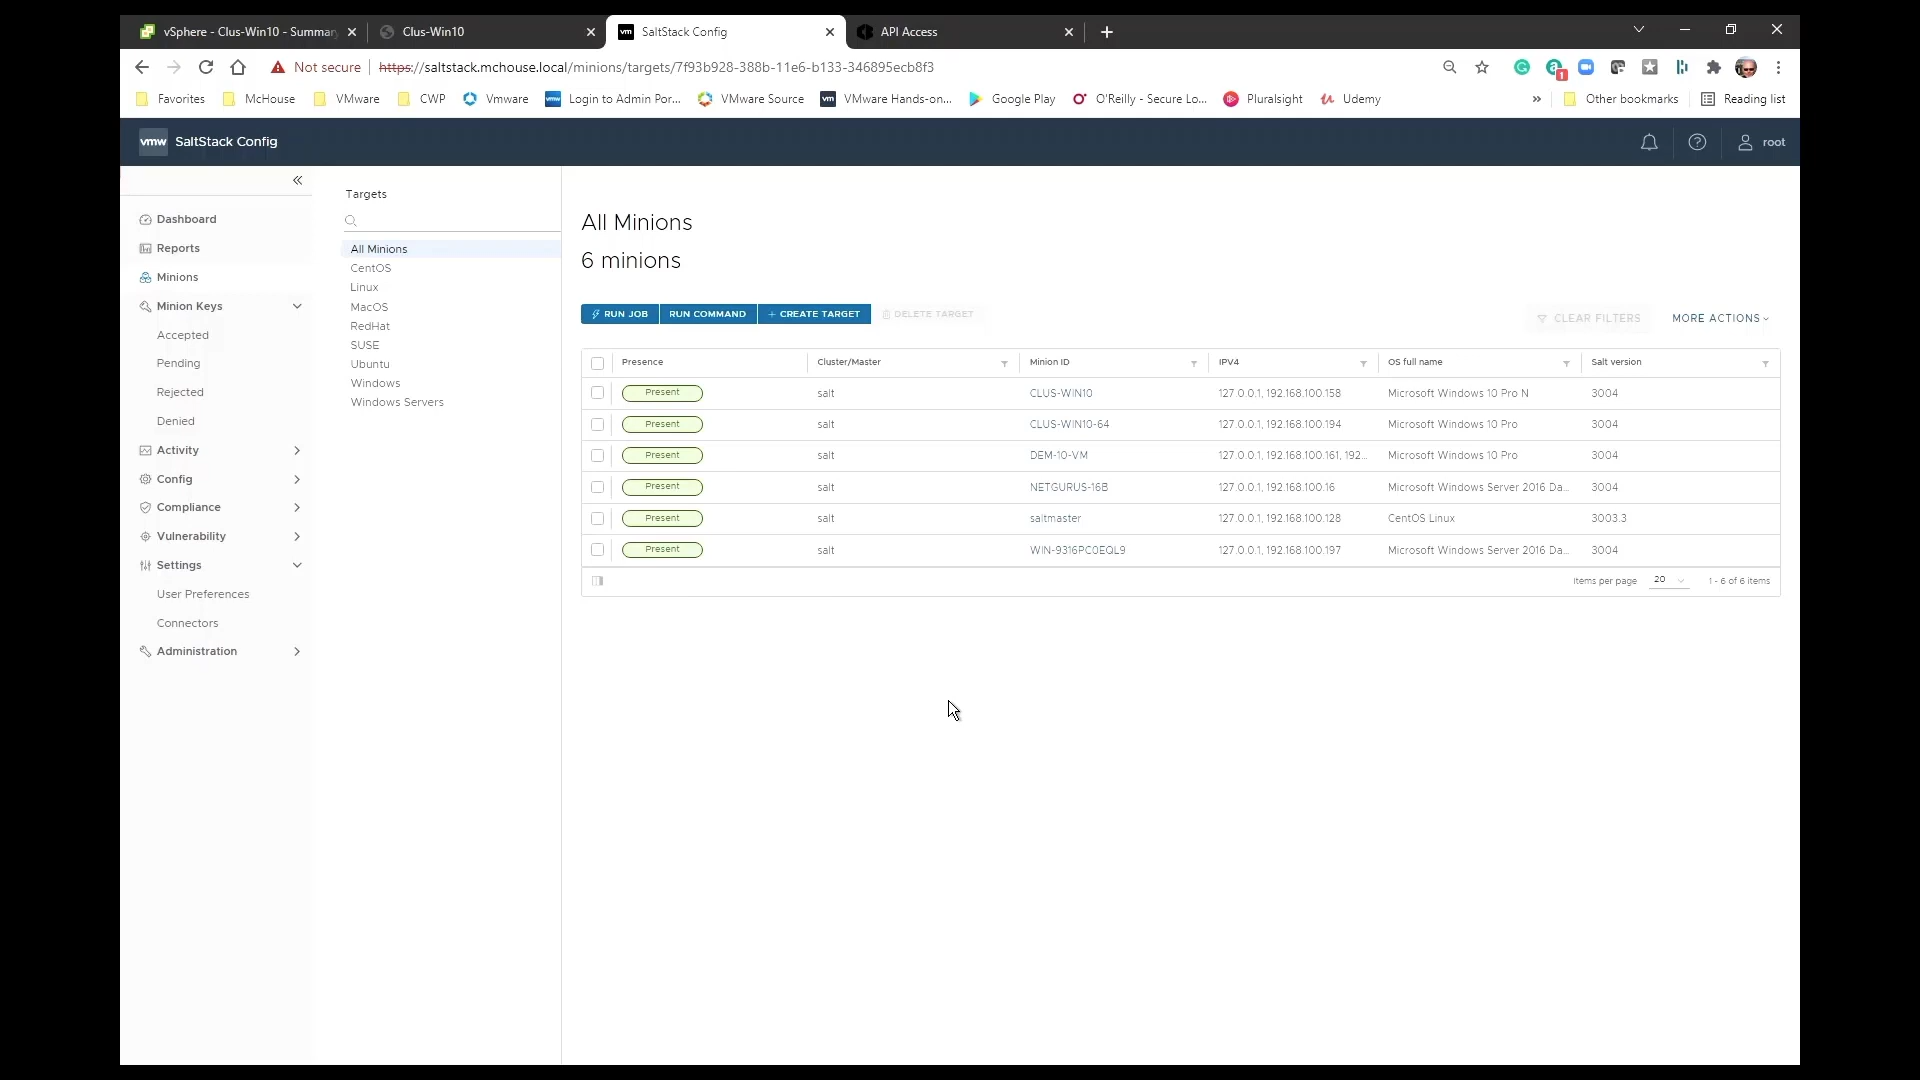 vSphere - Clus-Win10 - Summar
Clus-Win10
SaltStack Config
API Access
Not secure
https://saltstack.mchouse.local/minions/targets/7f93b928-388b-11e6-b133-346895ecb8f3
1
Favorites
McHouse
VMware
CWP
Vmware
Login to Admin Por...
VMware Source
VMware Hands-on...
Google Play
O'Reilly - Secure Lo...
Pluralsight
Udemy
»
Other bookmarks
Reading list
vmw
SaltStack Config
root
Dashboard
Reports
Minions
Minion Keys
Accepted
Pending
Rejected
Denied
Activity
Config
Compliance
Vulnerability
Settings
User Preferences
Connectors
Administration
Targets
All Minions
CentOS
Linux
MacOS
RedHat
SUSE
Ubuntu
Windows
Windows Servers
All Minions
6 minions
RUN JOB
RUN COMMAND
+ CREATE TARGET
DELETE TARGET
CLEAR FILTERS
MORE ACTIONS
Presence Cluster/Master Minion ID IPV4 OS full name Salt version
Present salt CLUS-WIN10 127.0.0.1, 192.168.100.158 Microsoft Windows 10 Pro N 3004
Present salt CLUS-WIN10-64 127.0.0.1, 192.168.100.194 Microsoft Windows 10 Pro 3004
Present salt DEM-10-VM 127.0.0.1, 192.168.100.161, 192... Microsoft Windows 10 Pro 3004
Present salt NETGURUS-16B 127.0.0.1, 192.168.100.16 Microsoft Windows Server 2016 Da... 3004
Present salt saltmaster 127.0.0.1, 192.168.100.128 CentOS Linux 3003.3
Present salt WIN-9316PC0EQL9 127.0.0.1, 192.168.100.197 Microsoft Windows Server 2016 Da... 3004
Items per page 20 1 - 6 of 6 items